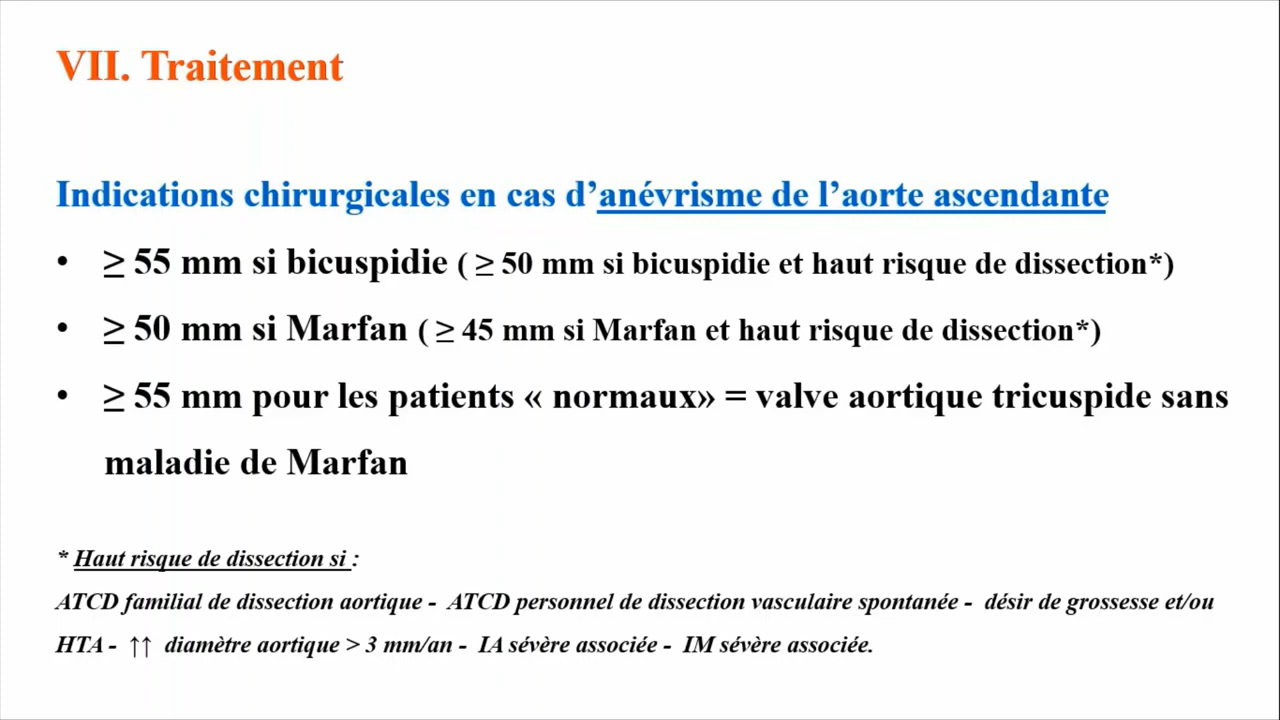 VII. Traitement
Indications chirurgicales en cas d’anévrisme de l’aorte ascendante
• ≥ 55 mm si bicuspidie ( ≥ 50 mm si bicuspidie et haut risque de dissection*)
• ≥ 50 mm si Marfan ( ≥ 45 mm si Marfan et haut risque de dissection*)
• ≥ 55 mm pour les patients « normaux» = valve aortique tricuspide sans
maladie de Marfan
* Haut risque de dissection si :
ATCD familial de dissection aortique - ATCD personnel de dissection vasculaire spontanée - désir de grossesse et/ou
HTA - ↑↑ diamètre aortique > 3 mm/an - IA sévère associée - IM sévère associée.